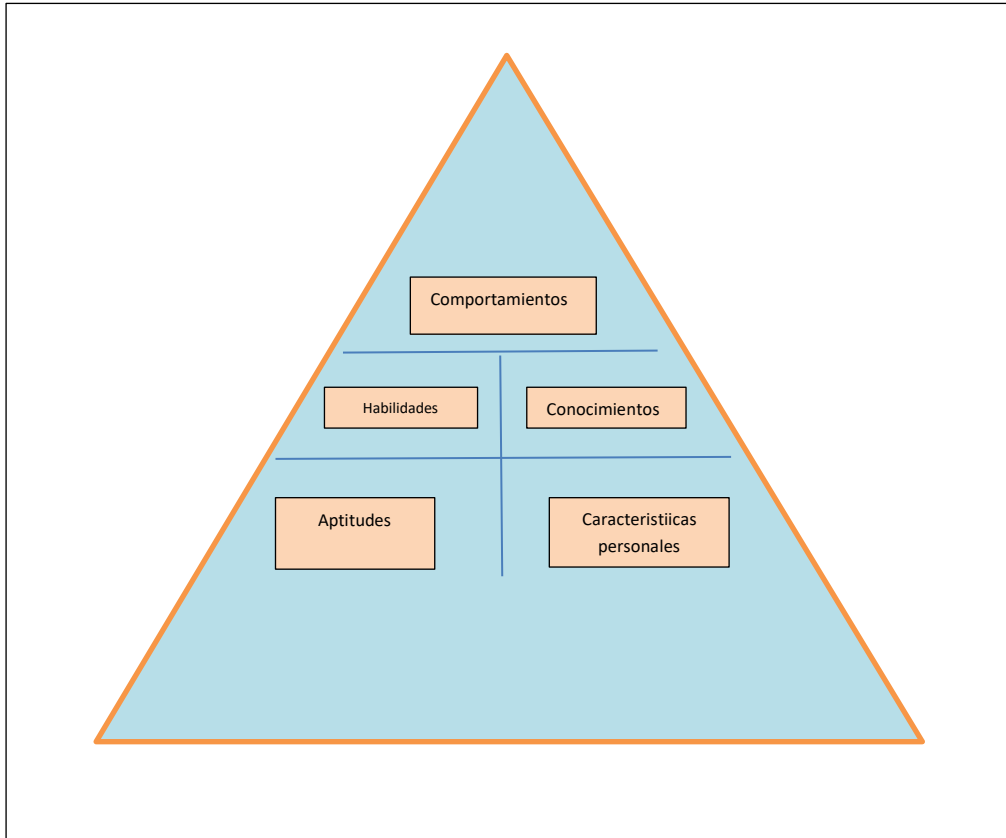 Comportamientos
Habilidades
Conocimientos
Aptitudes
Caracteristiicas
personales